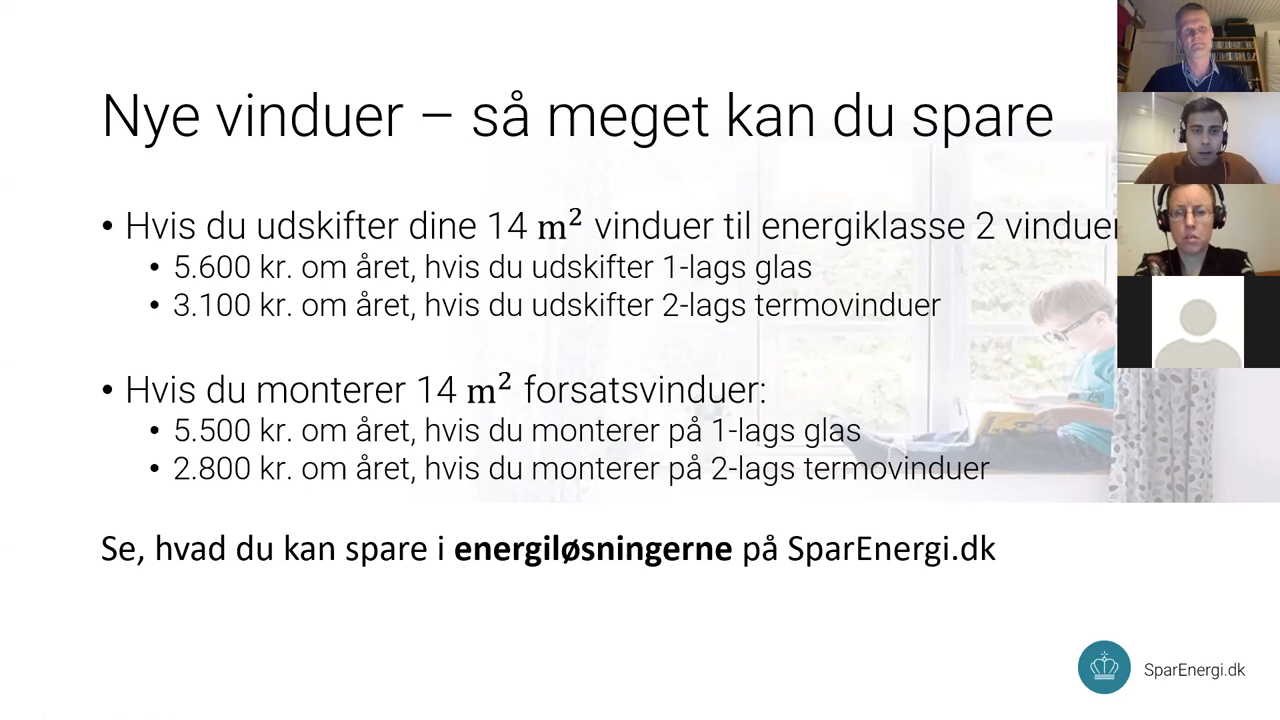 Nye vinduer – så meget kan du spare
• Hvis du udskifter dine 14 m² vinduer til energiklasse 2 vinduer
• 5.600 kr. om året, hvis du udskifter 1-lags glas
• 3.100 kr. om året, hvis du udskifter 2-lags termovinduer
• Hvis du monterer 14 m² forsatsvinduer:
• 5.500 kr. om året, hvis du monterer på 1-lags glas
• 2.800 kr. om året, hvis du monterer på 2-lags termovinduer
Se, hvad du kan spare i energiløsningerne på SparEnergi.dk
SparEnergi.dk